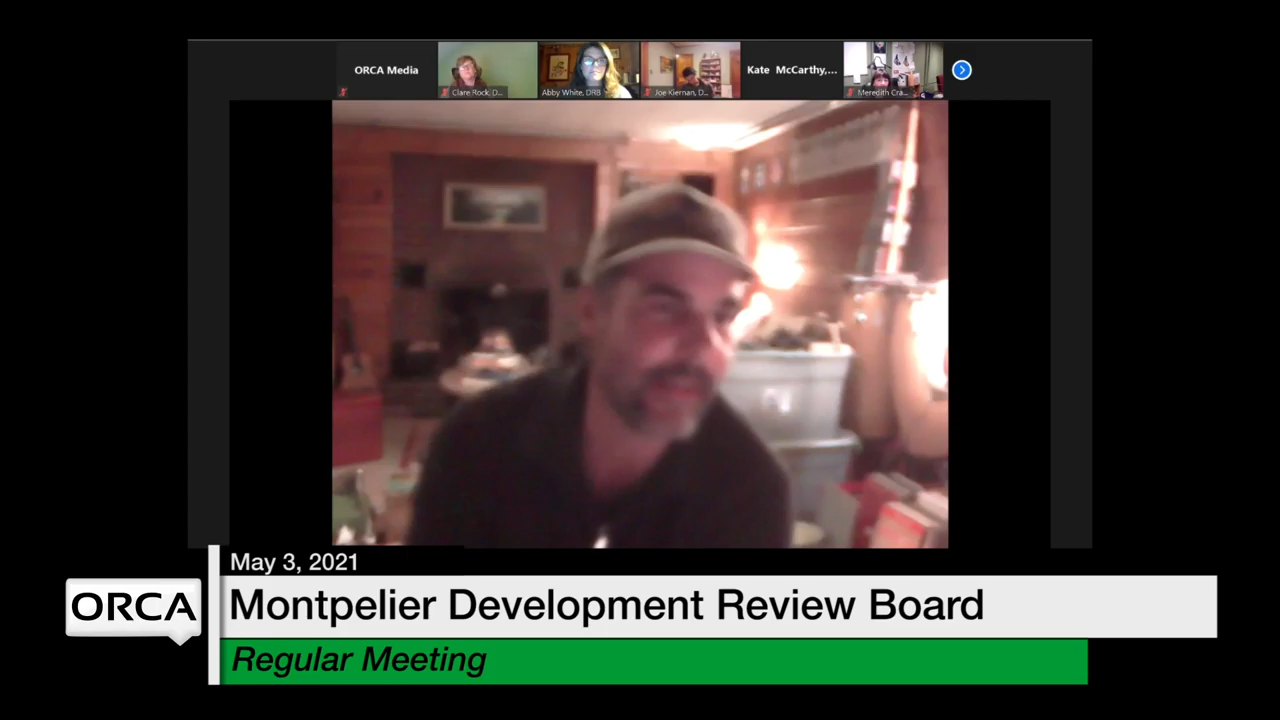 ORCA Media
Clare Rock, D...
Abby White, DRB
Joe Kiernan, D...
Kate McCarthy,...
Meredith Cra...
May 3, 2021
ORCA
Montpelier Development Review Board
Regular Meeting